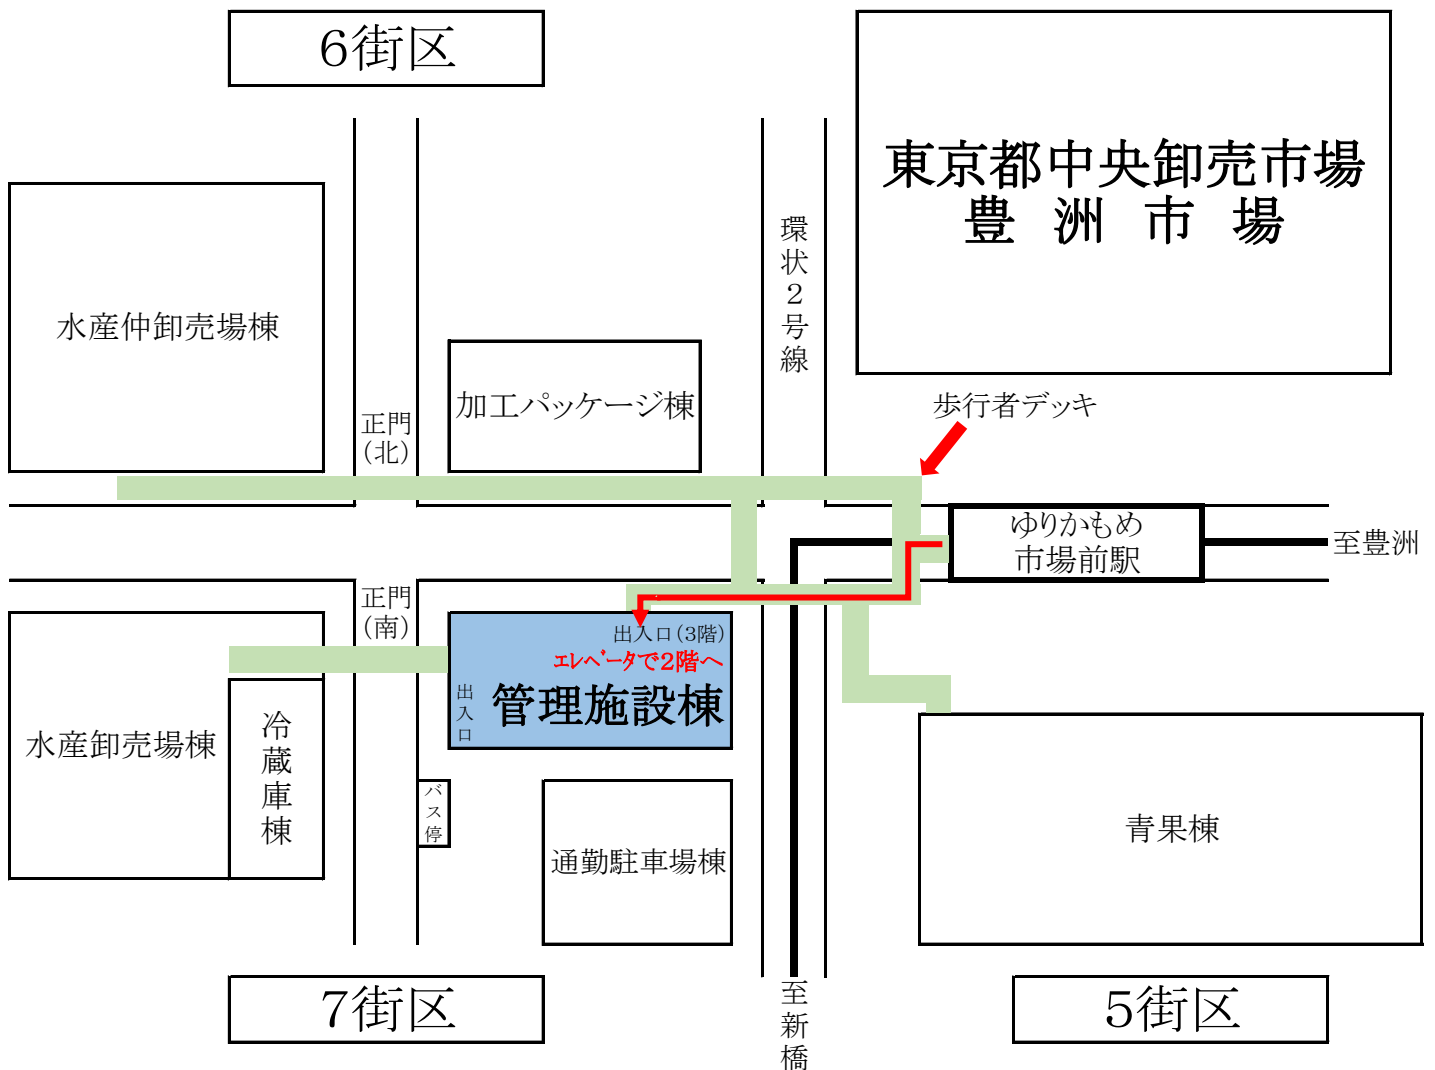 6街区
東京都中央卸売市場
豊洲市場
環状2号線
水産仲卸売場棟
加工パッケージ棟
歩行者デッキ
正門
(北)
ゆりかもめ
市場前駅
至豊洲
正門
(南)
出入口(3階)
エレベータで2階へ
出入口
管理施設棟
水産卸売場棟
冷蔵庫棟
バス停
通勤駐車場棟
青果棟
7街区
至新橋
5街区